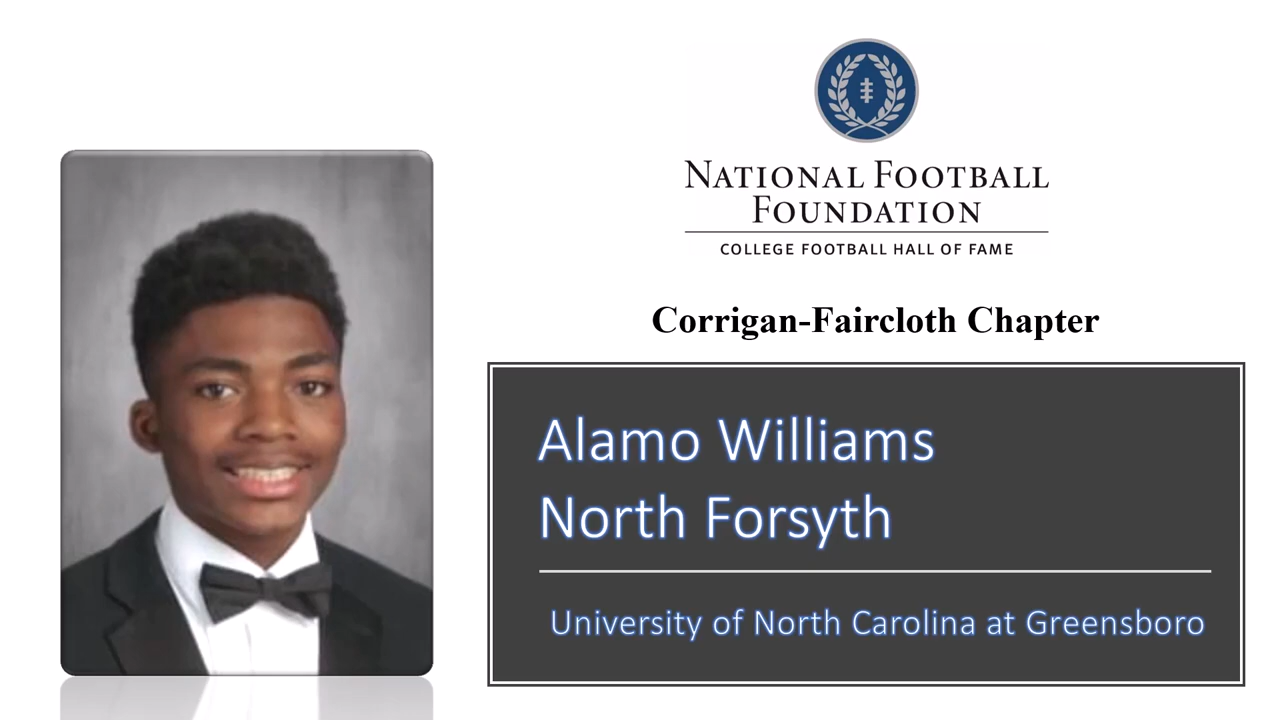 NATIONAL FOOTBALL
FOUNDATION
COLLEGE FOOTBALL HALL OF FAME
Corrigan-Faircloth Chapter
Alamo Williams
North Forsyth
University of North Carolina at Greensboro